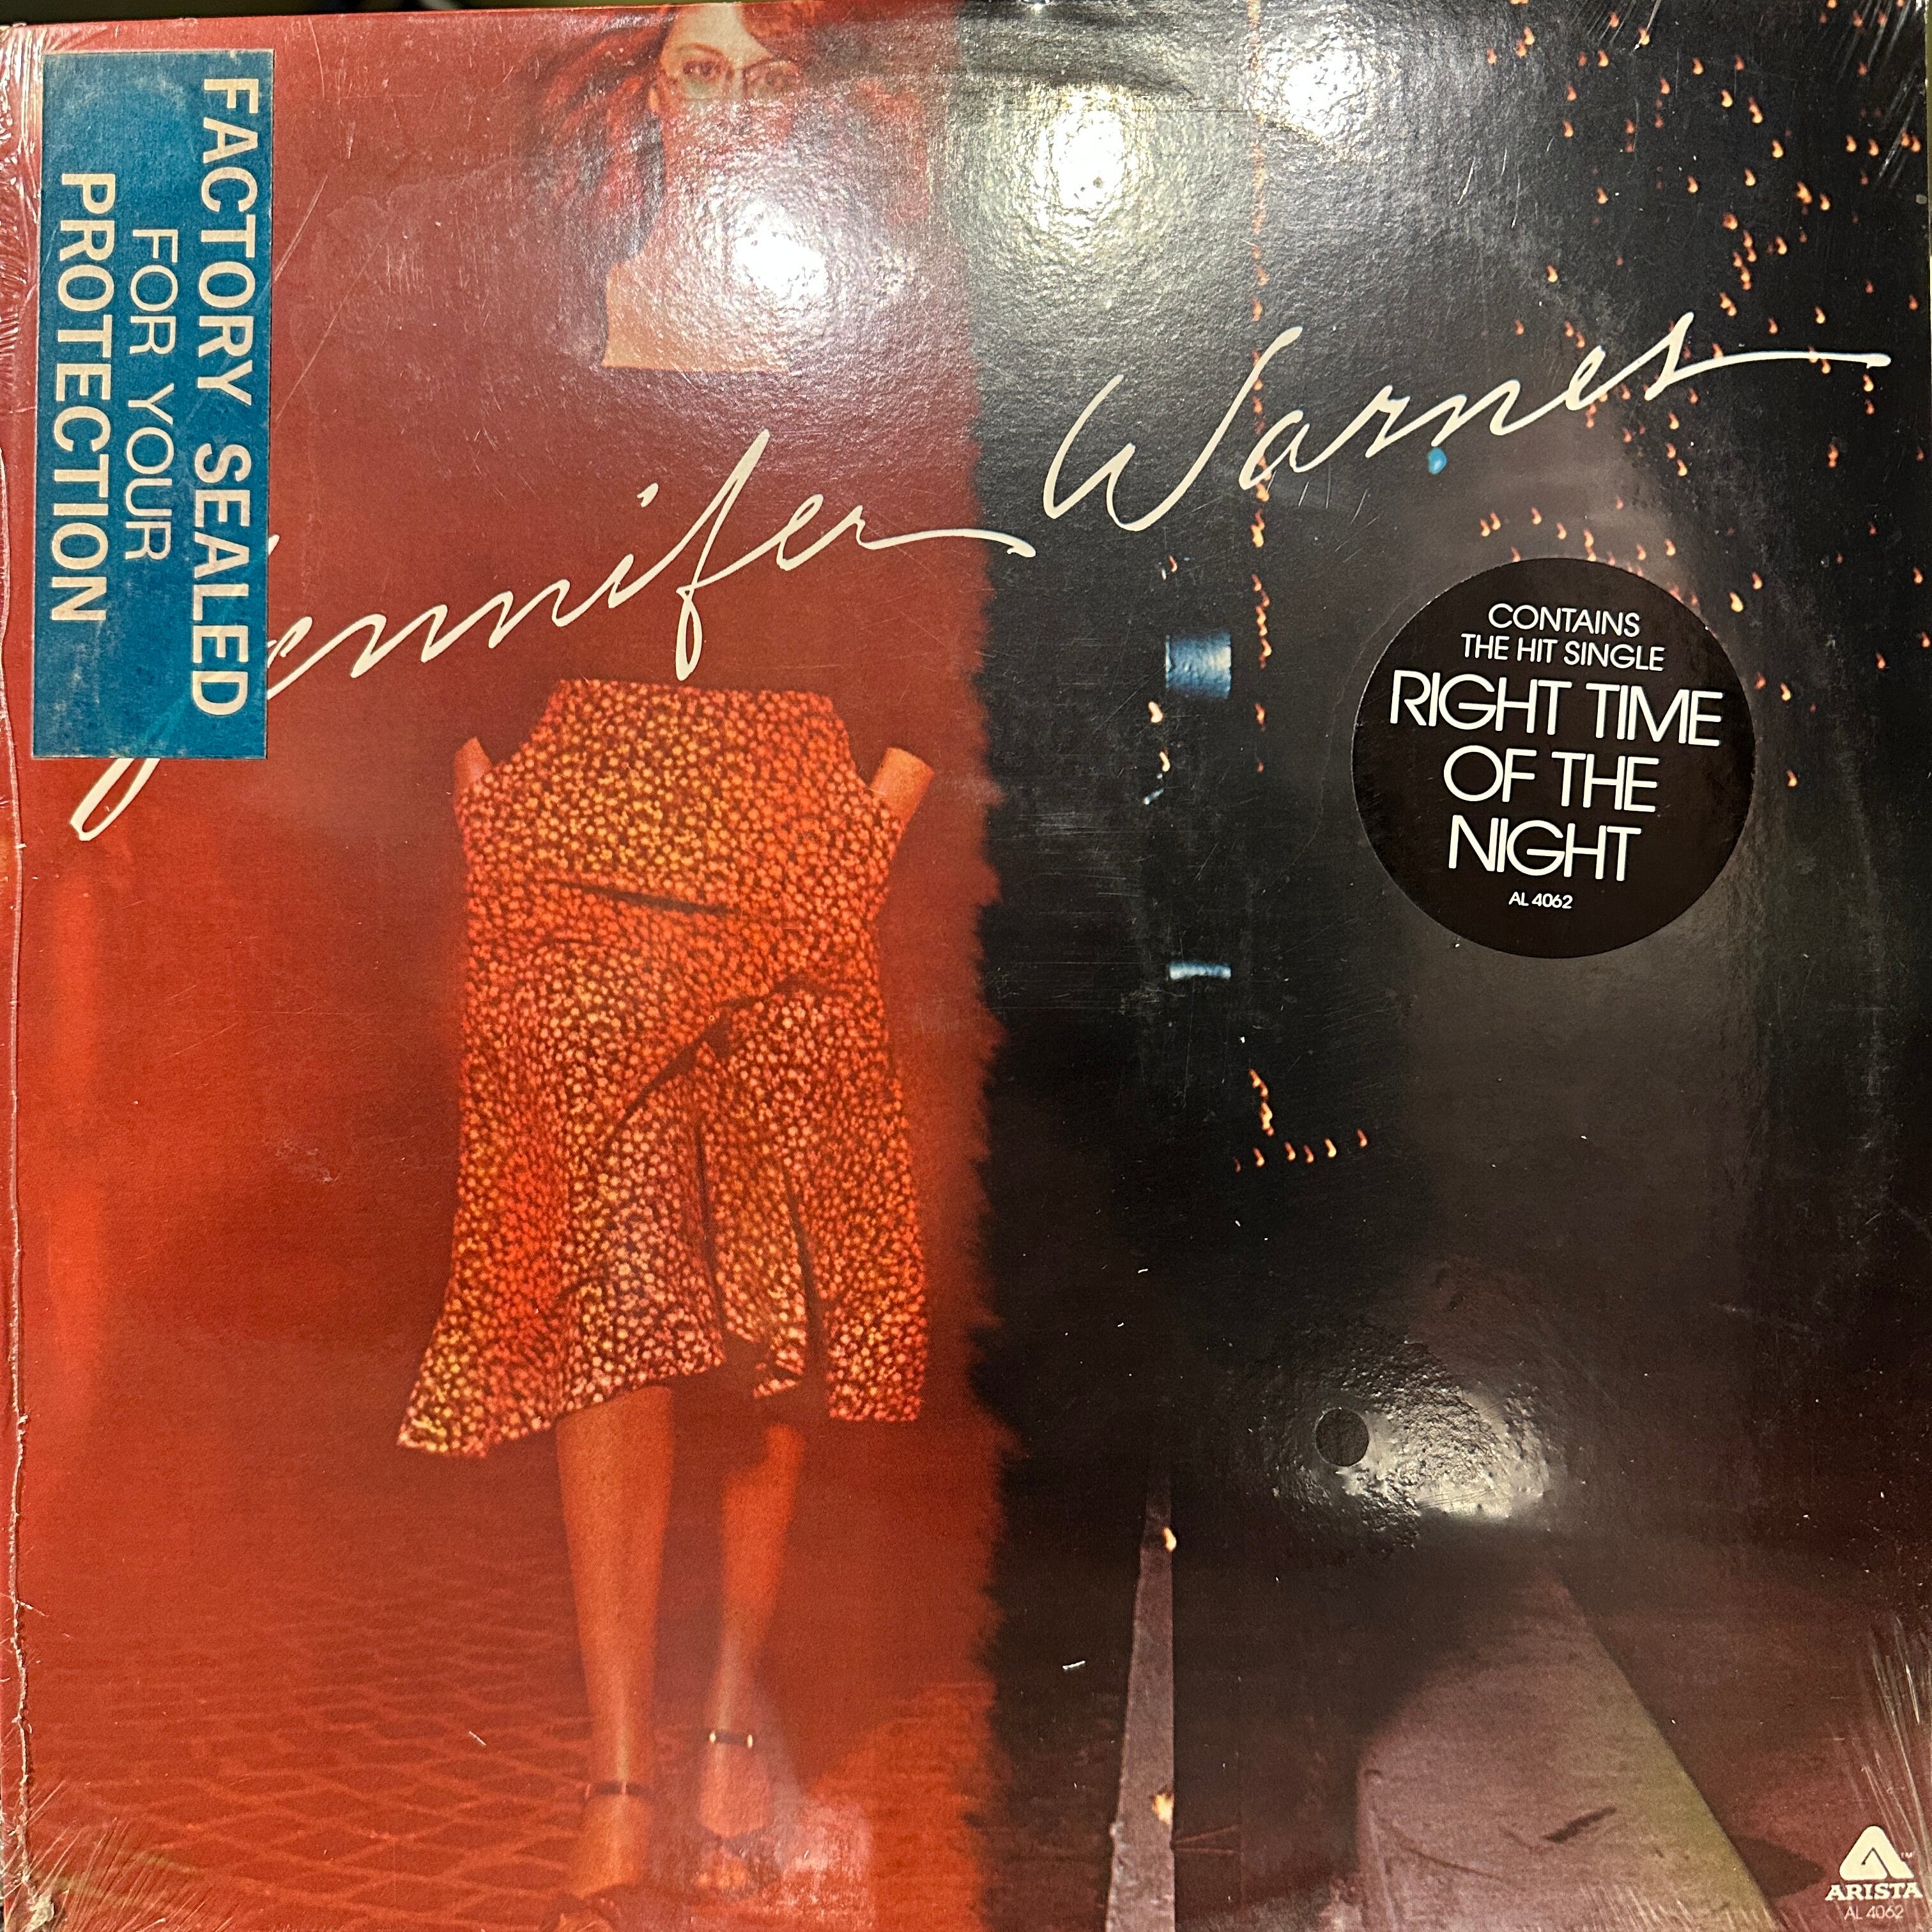 FACTORY SEALED
FOR YOUR
PROTECTION
Jennifer Warnes
CONTAINS
THE HIT SINGLE
RIGHT TIME
OF THE
NIGHT
AL 4062
ARISTA™
AL 4062